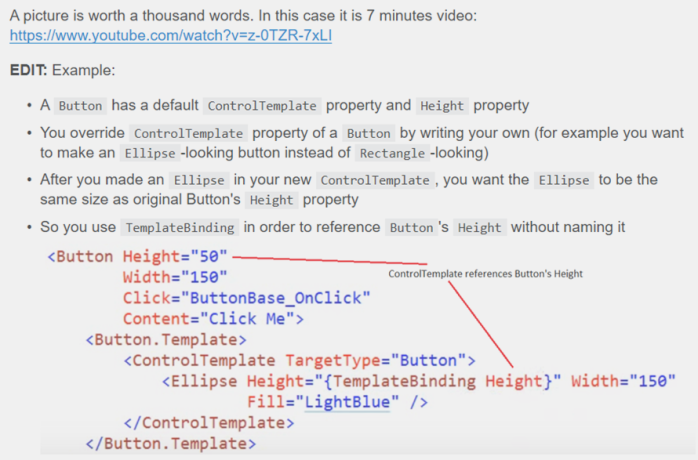 A picture is worth a thousand words. In this case it is 7 minutes video:
https://www.youtube.com/watch?v=z-0TZR-7xLI
EDIT: Example:
• A Button has a default ControlTemplate property and Height property
• You override ControlTemplate property of a Button by writing your own (for example you want
to make an Ellipse -looking button instead of Rectangle -looking)
• After you made an Ellipse in your new ControlTemplate , you want the Ellipse to be the
same size as original Button's Height property
• So you use TemplateBinding in order to reference Button 's Height without naming it
<Button Height="50"
ControlTemplate references Button's Height
Width="150"
Click="ButtonBase_OnClick"
Content="Click Me">
<Button.Template>
<ControlTemplate TargetType="Button">
<Ellipse Height="{TemplateBinding Height}" Width="150"
Fill="LightBlue" />
</ControlTemplate>
</Button.Template>